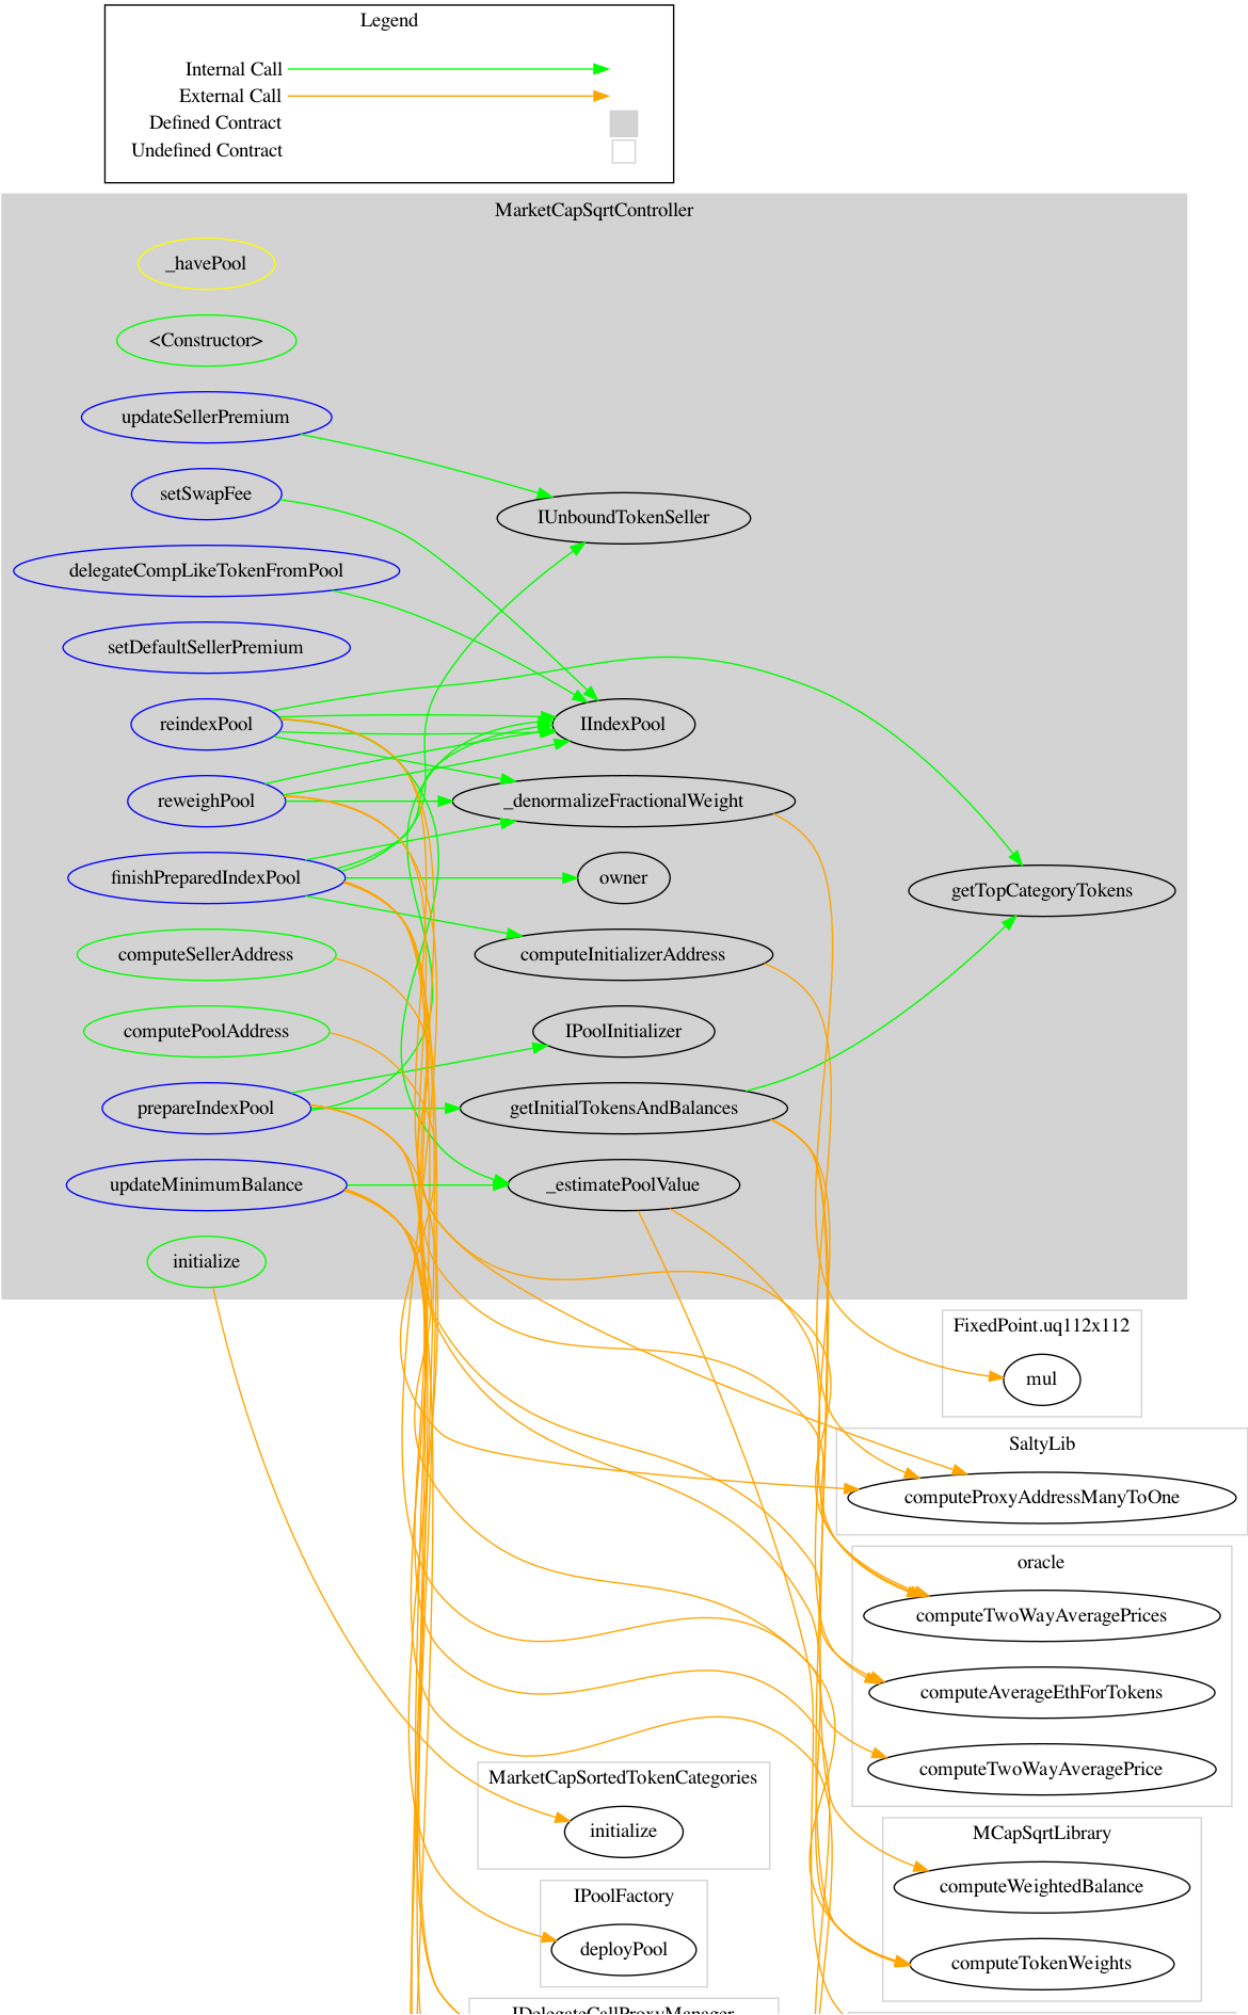 Legend
Internal Call
External Call
Defined Contract
Undefined Contract
MarketCapSqrtController
_havePool
<Constructor>
updateSellerPremium
setSwapFee
IUnboundTokenSeller
delegateCompLikeTokenFromPool
setDefaultSellerPremium
reindexPool
IIndexPool
reweighPool
_denormalizeFractionalWeight
finishPreparedIndexPool
owner
getTopCategoryTokens
computeSellerAddress
computeInitializerAddress
computePoolAddress
IPoolInitializer
prepareIndexPool
getInitialTokensAndBalances
updateMinimumBalance
_estimatePoolValue
initialize
FixedPoint.uq112x112
mul
SaltyLib
computeProxyAddressManyToOne
oracle
computeTwoWayAveragePrices
computeAverageEthForTokens
computeTwoWayAveragePrice
MarketCapSortedTokenCategories
initialize
MCapSqrtLibrary
computeWeightedBalance
IPoolFactory
deployPool
computeTokenWeights
IDelegateCallProxyManager